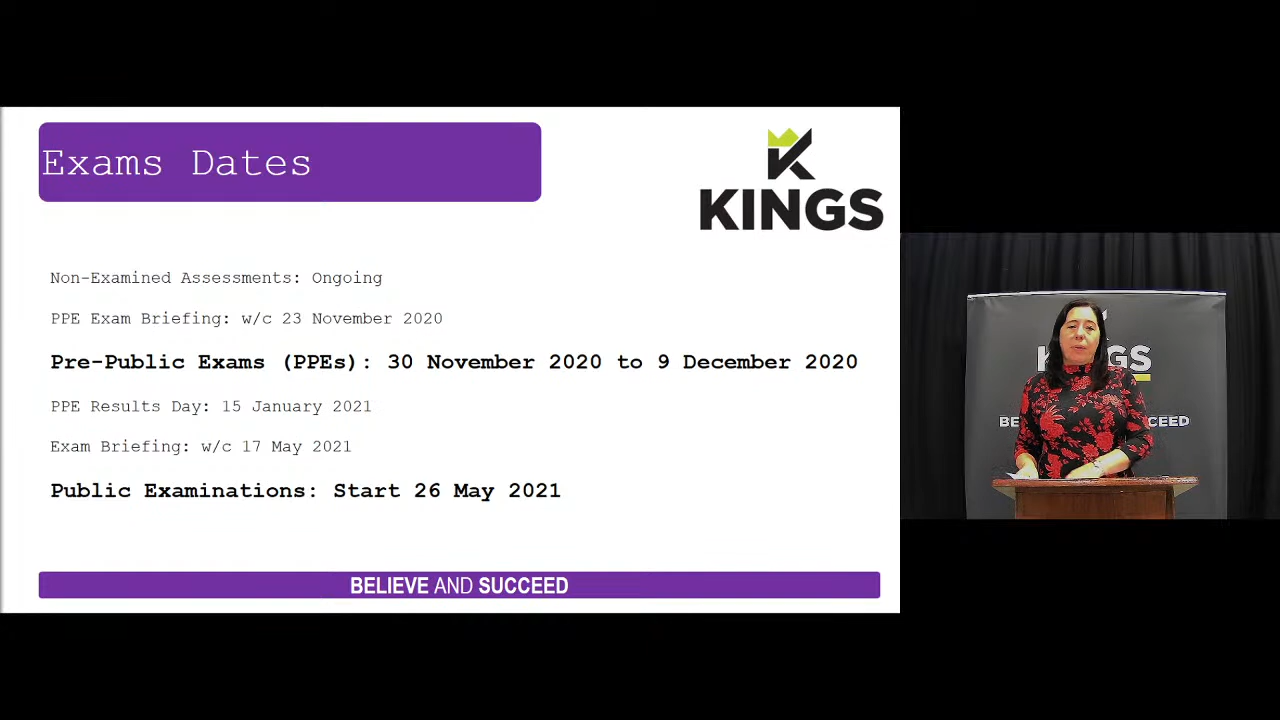 Exams Dates
KINGS
Non-Examined Assessments: Ongoing
PPE Exam Briefing: w/c 23 November 2020
Pre-Public Exams (PPEs): 30 November 2020 to 9 December 2020
PPE Results Day: 15 January 2021
Exam Briefing: w/c 17 May 2021
Public Examinations: Start 26 May 2021
BELIEVE AND SUCCEED